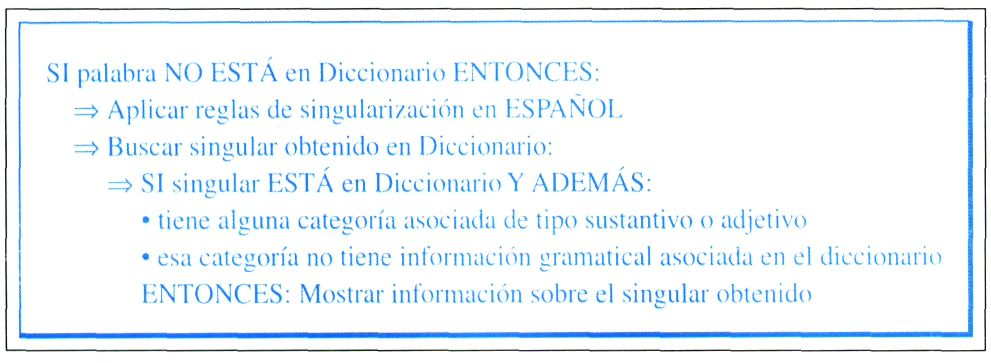 SI palabra NO ESTÁ en Diccionario ENTONCES:
⇒ Aplicar reglas de singularización en ESPAÑOL
⇒ Buscar singular obtenido en Diccionario:
⇒ SI singular ESTÁ en Diccionario Y ADEMÁS:
• tiene alguna categoría asociada de tipo sustantivo o adjetivo
• esa categoría no tiene información gramatical asociada en el diccionario
ENTONCES: Mostrar información sobre el singular obtenido